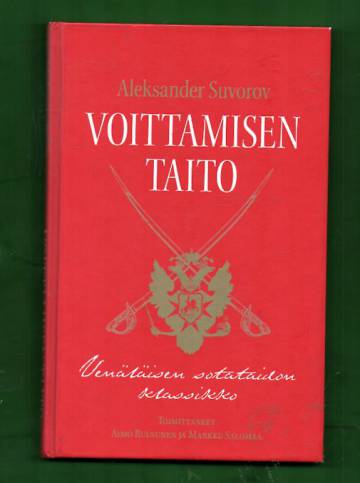 Aleksander Suvorov
VOITTAMISEN
TAITO
Venäläisen sotataidon
klassikko
TOIMITTANEET
AIMO RUUSUNEN JA MARKKU SALOMAA